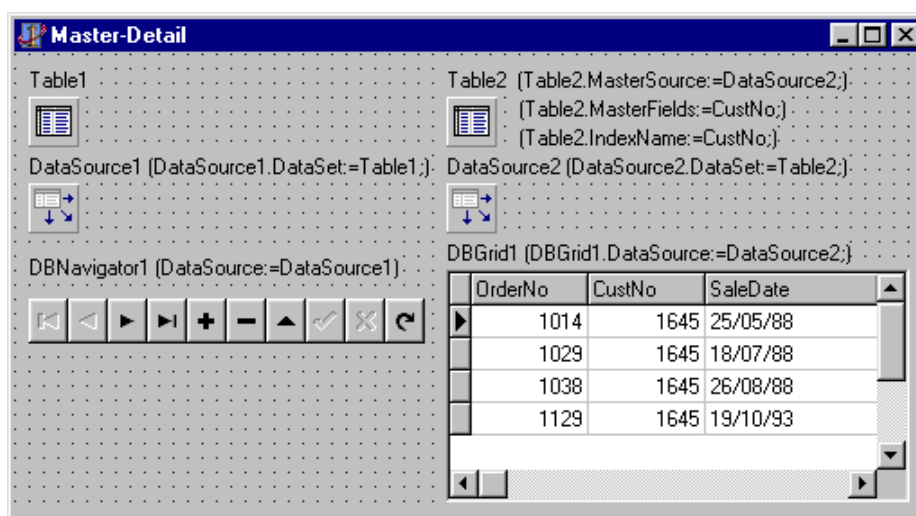 Master-Detail
Table1
Table2 (Table2.MasterSource:=DataSource2;)
(Table2.MasterFields:=CustNo;)
(Table2.IndexName:=CustNo;)
DataSource1 (DataSource1.DataSet:=Table1;)
DataSource2 (DataSource2.DataSet:=Table2;)
DBNavigator1 (DataSource:=DataSource1)
DBGrid1 (DBGrid1.DataSource:=DataSource2;)
OrderNo CustNo SaleDate
1014 1645 25/05/88
1029 1645 18/07/88
1038 1645 26/08/88
1129 1645 19/10/93